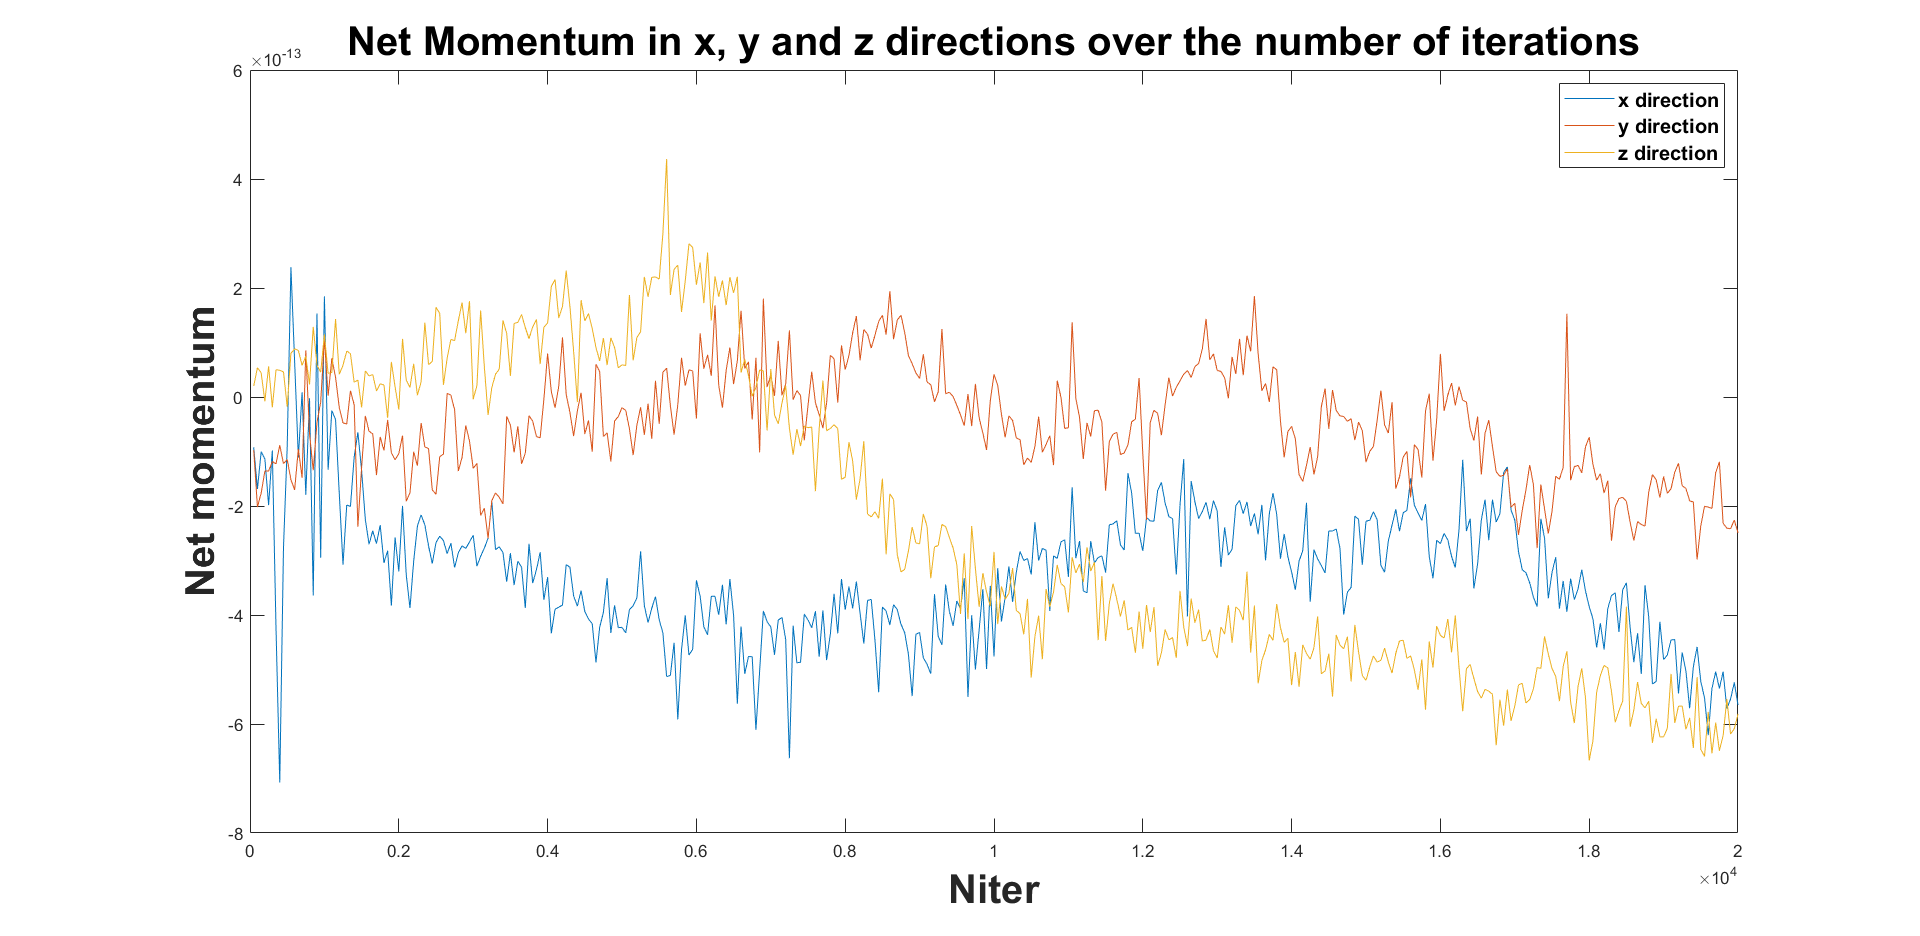 Net Momentum in x, y and z directions over the number of iterations
×10-13
6
4
2
0
-2
-4
-6
-8
Net momentum
x direction
y direction
z direction
0 0.2 0.4 0.6 0.8 1 1.2 1.4 1.6 1.8 2
×104
Niter